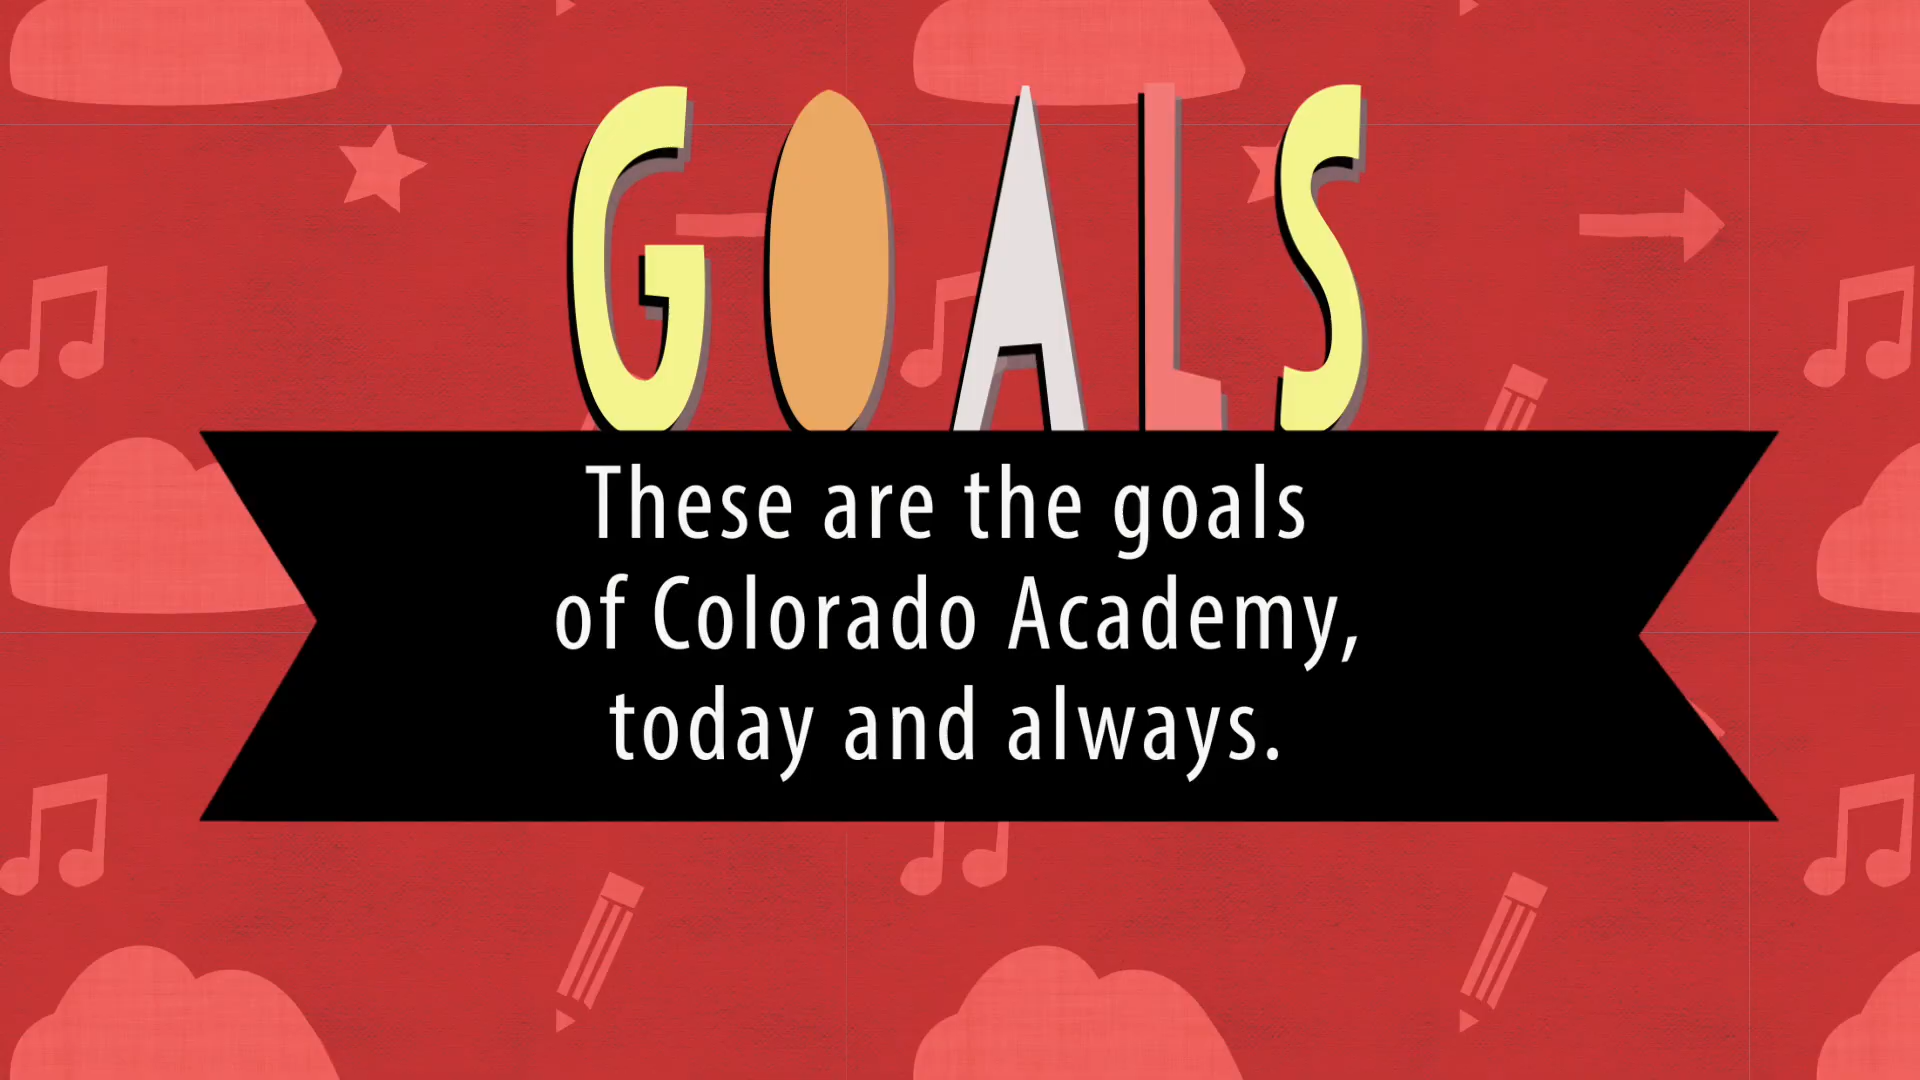 GOALS
These are the goals
of Colorado Academy,
today and always.